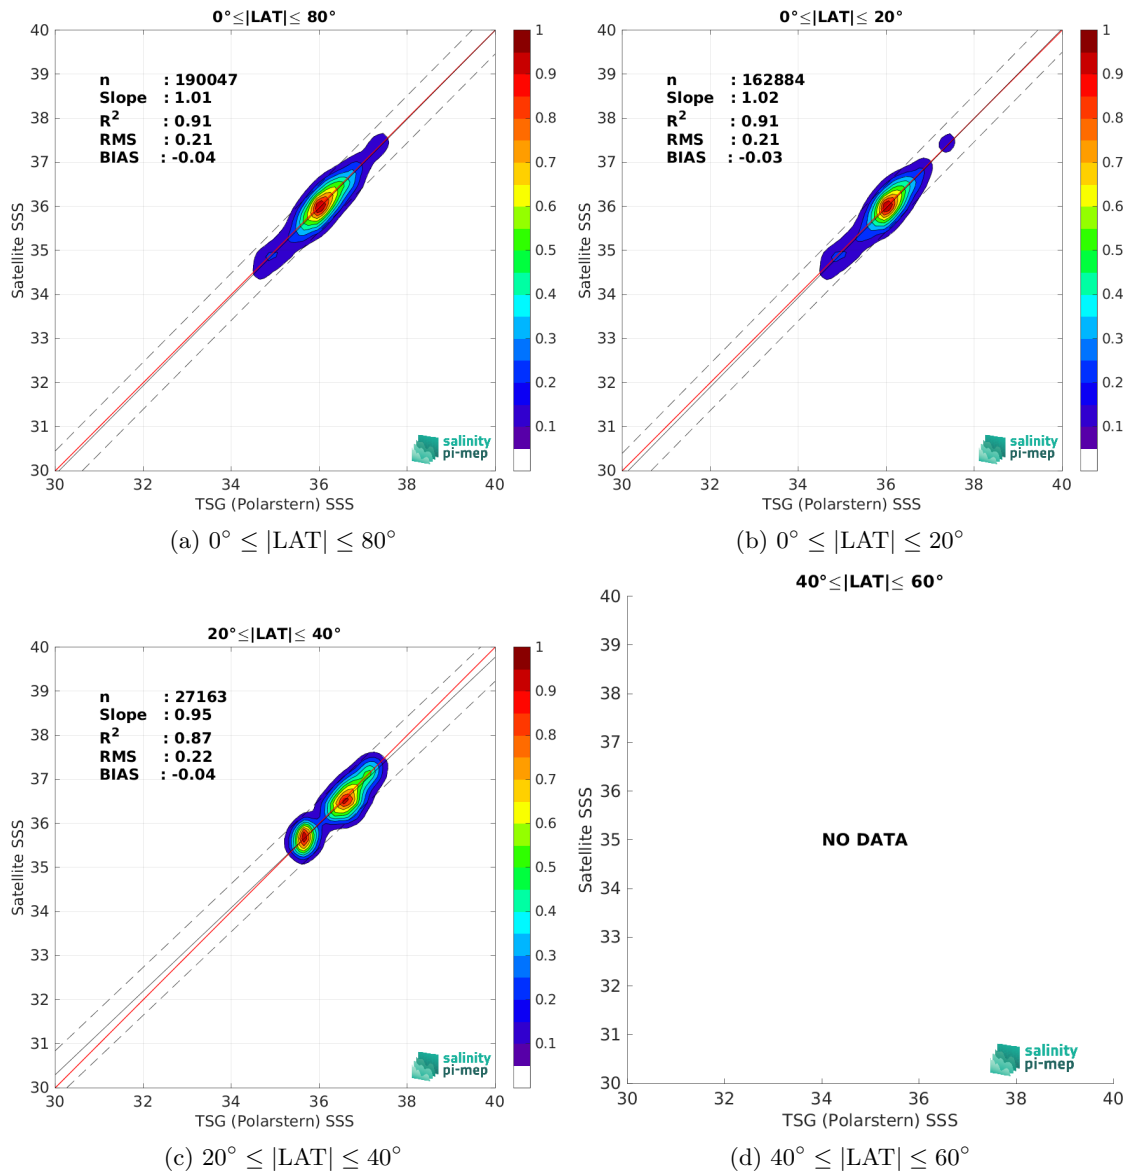 0°≤|LAT|≤ 80°
40
39
38
37
36
35
34
33
32
31
30
Satellite SSS
n : 190047
Slope : 1.01
R2 : 0.91
RMS : 0.21
BIAS : -0.04
salinity
pi-mep
30 32 34 36 38 40
TSG (Polarstern) SSS
1
0.9
0.8
0.7
0.6
0.5
0.4
0.3
0.2
0.1
(a) 0° ≤ |LAT| ≤ 80°
0°≤|LAT|≤ 20°
40
39
38
37
36
35
34
33
32
31
30
Satellite SSS
n : 162884
Slope : 1.02
R2 : 0.91
RMS : 0.21
BIAS : -0.03
salinity
pi-mep
30 32 34 36 38 40
TSG (Polarstern) SSS
1
0.9
0.8
0.7
0.6
0.5
0.4
0.3
0.2
0.1
(b) 0° ≤ |LAT| ≤ 20°
20°≤|LAT|≤ 40°
40
39
38
37
36
35
34
33
32
31
30
Satellite SSS
n : 27163
Slope : 0.95
R2 : 0.87
RMS : 0.22
BIAS : -0.04
salinity
pi-mep
30 32 34 36 38 40
TSG (Polarstern) SSS
1
0.9
0.8
0.7
0.6
0.5
0.4
0.3
0.2
0.1
(c) 20° ≤ |LAT| ≤ 40°
40°≤|LAT|≤ 60°
40
39
38
37
36
35
34
33
32
31
30
Satellite SSS
NO DATA
salinity
pi-mep
30 32 34 36 38 40
TSG (Polarstern) SSS
(d) 40° ≤ |LAT| ≤ 60°